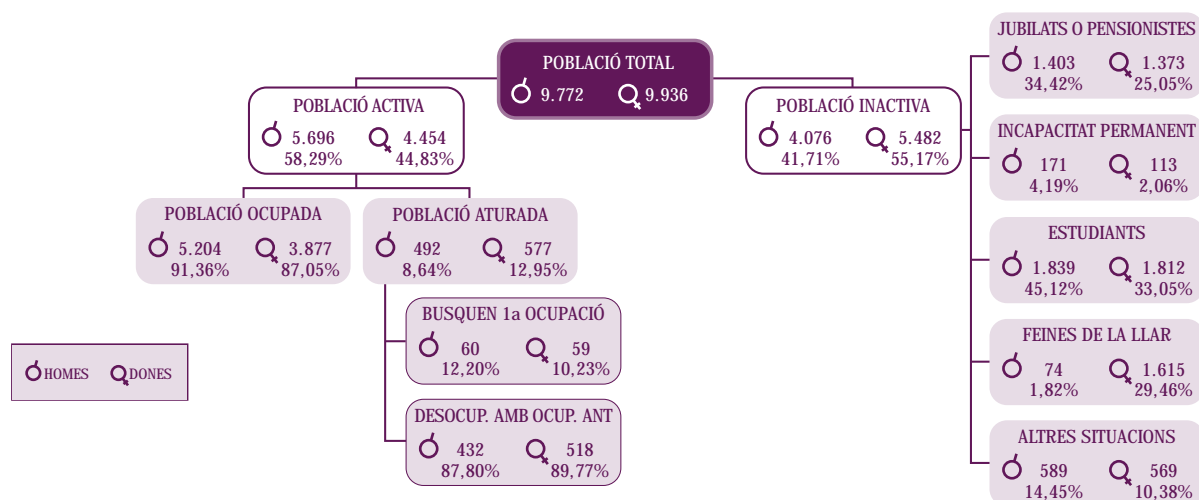 POBLACIÓ TOTAL
9.772 9.936
POBLACIÓ ACTIVA
5.696 4.454
58,29% 44,83%
POBLACIÓ INACTIVA
4.076 5.482
41,71% 55,17%
POBLACIÓ OCUPADA
5.204 3.877
91,36% 87,05%
POBLACIÓ ATURADA
492 577
8,64% 12,95%
BUSQUEN 1a OCUPACIÓ
60 59
12,20% 10,23%
DESOCUP. AMB OCUP. ANT
432 518
87,80% 89,77%
JUBILATS O PENSIONISTES
1.403 1.373
34,42% 25,05%
INCAPACITAT PERMANENT
171 113
4,19% 2,06%
ESTUDIANTS
1.839 1.812
45,12% 33,05%
FEINES DE LA LLAR
74 1.615
1,82% 29,46%
ALTRES SITUACIONS
589 569
14,45% 10,38%
HOMES DONES